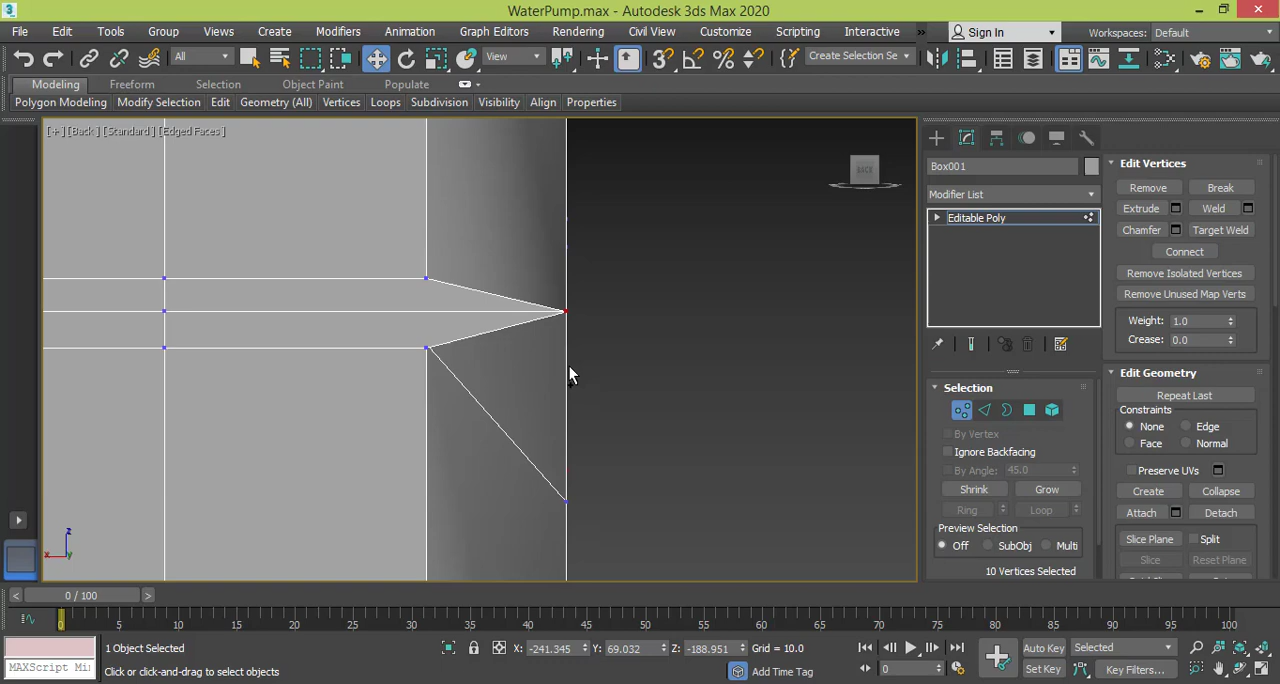 WaterPump.max - Autodesk 3ds Max 2020
File Edit Tools Group Views Create Modifiers Animation Graph Editors Rendering Civil View Customize Scripting Interactive Sign In Workspaces: Default
All View Create Selection Se
Modeling Freeform Selection Object Paint Populate
Polygon Modeling Modify Selection Edit Geometry (All) Vertices Loops Subdivision Visibility Align Properties
[+] [Back ] [Standard ] [Edged Faces ]
BACK
z
x y
Box001
Modifier List
Editable Poly
Selection
By Vertex
Ignore Backfacing
By Angle: 45.0
Shrink Grow
Ring Loop
Preview Selection
Off SubObj Multi
10 Vertices Selected
Edit Vertices
Remove Break
Extrude Weld
Chamfer Target Weld
Connect
Remove Isolated Vertices
Remove Unused Map Verts
Weight: 1.0
Crease: 0.0
Edit Geometry
Repeat Last
Constraints
None Edge
Face Normal
Preserve UVs
Create Collapse
Attach Detach
Slice Plane Split
Slice Reset Plane
< 0 / 100 >
0 5 10 15 20 25 30 35 40 45 50 55 60 65 70 75 80 85 90 95 100
MAXScript Mi
1 Object Selected
Click or click-and-drag to select objects
X: -241.345 Y: 69.032 Z: -188.951 Grid = 10.0
Add Time Tag
0
Auto Key Selected
Set Key Key Filters...